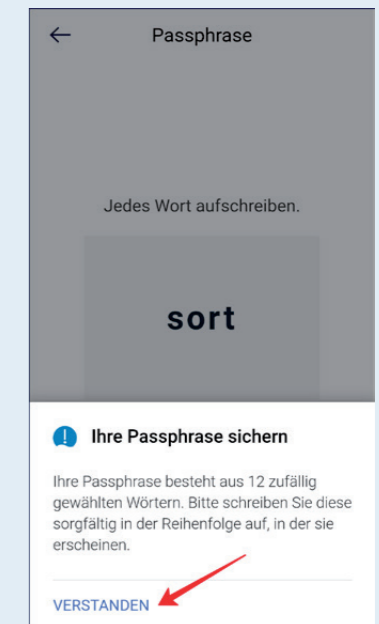 Passphrase
Jedes Wort aufschreiben.
sort
Ihre Passphrase sichern
Ihre Passphrase besteht aus 12 zufällig
gewählten Wörtern. Bitte schreiben Sie diese
sorgfältig in der Reihenfolge auf, in der sie
erscheinen.
VERSTANDEN